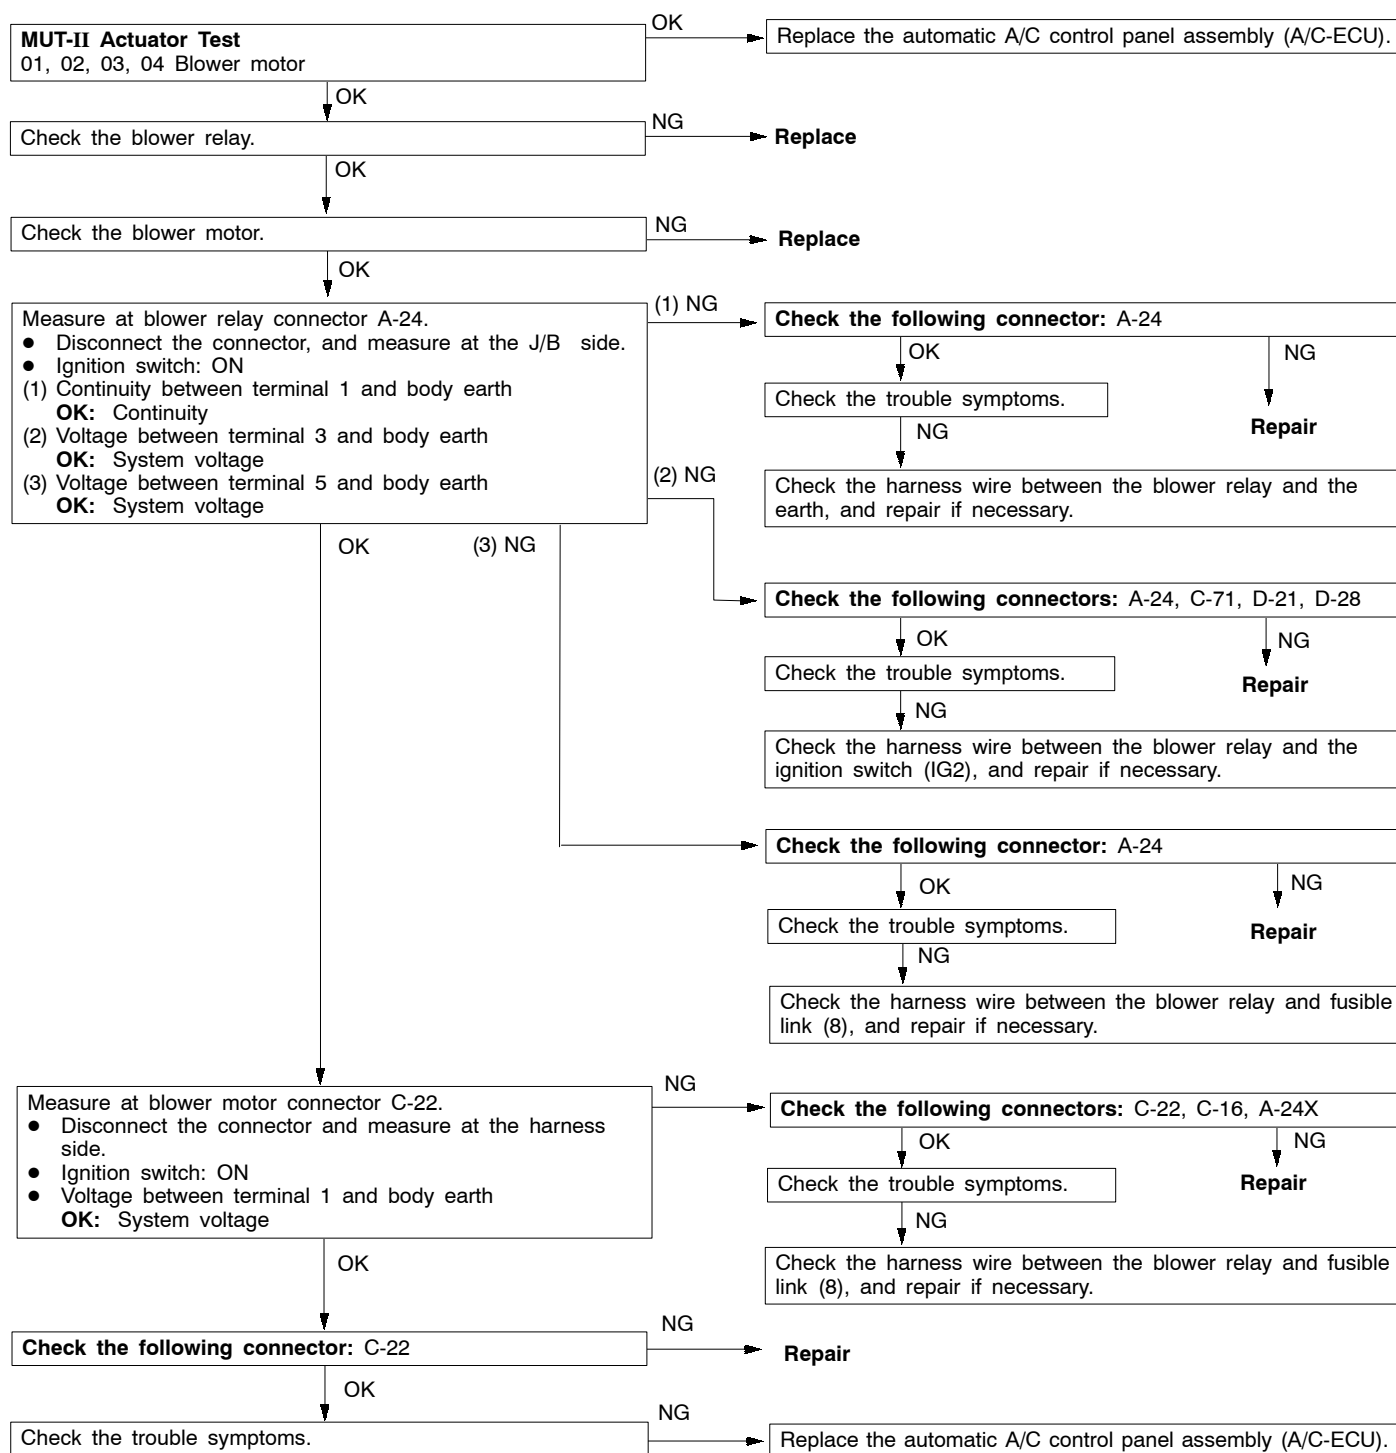 MUT-II Actuator Test
01, 02, 03, 04 Blower motor
OK
Replace the automatic A/C control panel assembly (A/C-ECU).
OK
Check the blower relay.
NG
Replace
OK
Check the blower motor.
NG
Replace
OK
Measure at blower relay connector A-24.
● Disconnect the connector, and measure at the J/B side.
● Ignition switch: ON
(1) Continuity between terminal 1 and body earth
OK: Continuity
(2) Voltage between terminal 3 and body earth
OK: System voltage
(3) Voltage between terminal 5 and body earth
OK: System voltage
(1) NG
Check the following connector: A-24
OK
NG
Check the trouble symptoms.
Repair
NG
Check the harness wire between the blower relay and the
earth, and repair if necessary.
(2) NG
Check the following connectors: A-24, C-71, D-21, D-28
OK
NG
Check the trouble symptoms.
Repair
NG
Check the harness wire between the blower relay and the
ignition switch (IG2), and repair if necessary.
OK
(3) NG
Check the following connector: A-24
OK
NG
Check the trouble symptoms.
Repair
NG
Check the harness wire between the blower relay and fusible
link (8), and repair if necessary.
Measure at blower motor connector C-22.
● Disconnect the connector and measure at the harness
side.
● Ignition switch: ON
● Voltage between terminal 1 and body earth
OK: System voltage
NG
Check the following connectors: C-22, C-16, A-24X
OK
NG
Check the trouble symptoms.
Repair
NG
Check the harness wire between the blower relay and fusible
link (8), and repair if necessary.
OK
Check the following connector: C-22
NG
Repair
OK
Check the trouble symptoms.
NG
Replace the automatic A/C control panel assembly (A/C-ECU).